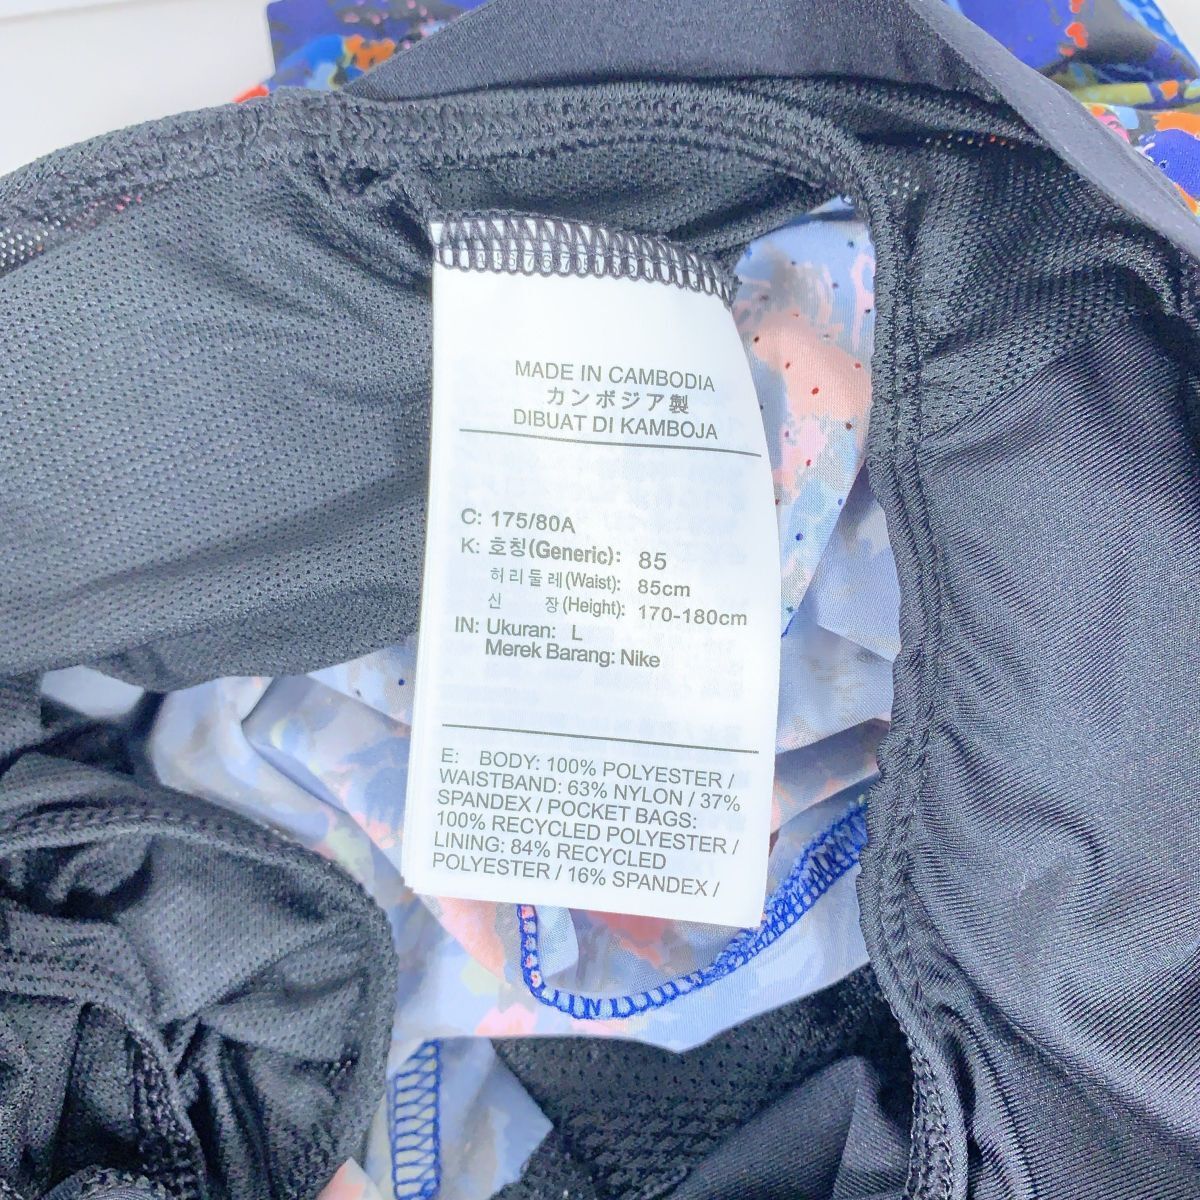 MADE IN CAMBODIA
カンボジア製
DIBUAT DI KAMBOJA
C: 175/80A
K: 호칭(Generic): 85
허리둘레(Waist): 85cm
신 장(Height): 170-180cm
IN: Ukuran: L
Merek Barang: Nike
E: BODY: 100% POLYESTER /
WAISTBAND: 63% NYLON / 37%
SPANDEX / POCKET BAGS:
100% RECYCLED POLYESTER /
LINING: 84% RECYCLED
POLYESTER / 16% SPANDEX /